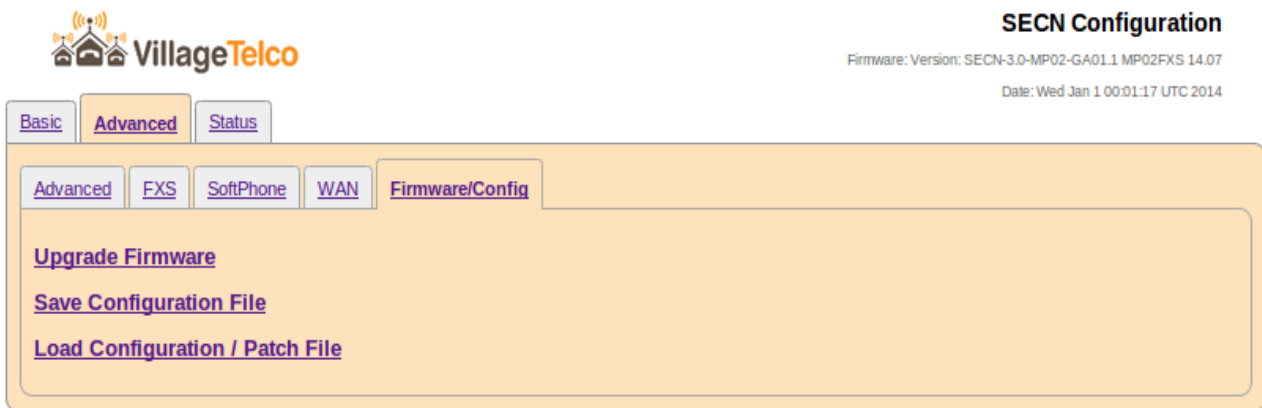 VillageTelco
SECN Configuration
Firmware: Version: SECN-3.0-MP02-GA01.1 MP02FXS 14.07
Date: Wed Jan 1 00:01:17 UTC 2014
Basic Advanced Status
Advanced FXS SoftPhone WAN Firmware/Config
Upgrade Firmware
Save Configuration File
Load Configuration / Patch File